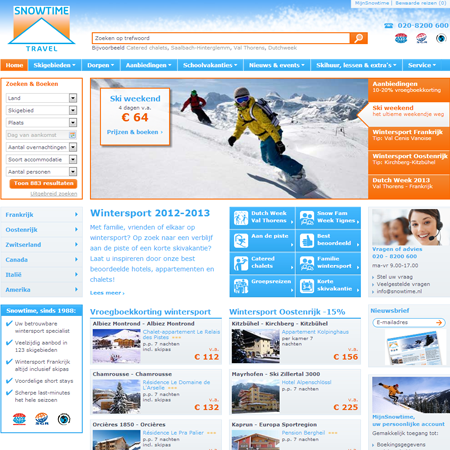 SNOWTIME
TRAVEL
MijnSnowtime | Bewaarde reizen (0)
020-8200 600
Zoeken op trefwoord
Bijvoorbeeld Catered chalets, Saalbach-Hinterglemm, Val Thorens, Dutchweek
Home
Skigebieden
Dorpen
Aanbiedingen
Schoolvakanties
Nieuws & events
Skihuur, lessen & extra's
Service
Zoeken & Boeken
Land
Skigebied
Plaats
Dag van aankomst
Aantal overnachtingen
Soort accommodatie
Aantal personen
Toon 883 resultaten
Uitgebreid zoeken
Ski weekend
4 dagen v.a.
€ 64
Prijzen & boeken ›
Aanbiedingen
10-20% vroegboekkorting
Ski weekend
het ultieme weekendje weg
Wintersport Frankrijk
Tip: Val Cenis Vanoise
Wintersport Oostenrijk
Tip: Kirchberg-Kitzbühel
Dutch Week 2013
Val Thorens - Frankrijk
Frankrijk
Oostenrijk
Zwitserland
Canada
Italië
Amerika
Wintersport 2012-2013
Met familie, vrienden of elkaar op
wintersport? Op zoek naar een verblijf
aan de piste of een korte skivakantie?
Laat u inspireren door onze best
beoordeelde hotels, appartementen of
chalets!
Lees meer ›
Dutch Week
Val Thorens
Snow Fam
Week Tignes
Aan de piste
Best
beoordeeld
Catered
chalets
Familie
wintersport
Groepsreizen
Korte
skivakantie
Vragen of advies
020 - 8200 600
ma-vr 9.00-17.00
Stel uw vraag
Veelgestelde vragen
info@snowtime.nl
Snowtime, sinds 1980:
Uw betrouwbare
wintersport specialist
Veelzijdig aanbod in
123 skigebieden
Wintersport Frankrijk
altijd inclusief skipas
Voordelige short stays
Scherpe last-minutes
het hele seizoen
Vroegboekkorting wintersport
Albiez Montrond - Albiez Montrond
Chalet-appartement Le Relais
des Pistes
p.p. 7 nachten
incl. skipas
v.a.
€ 112
Chamrousse - Chamrousse
Résidence Le Domaine de
L'Arselle
p.p. 7 nachten
incl. skipas
v.a.
€ 132
Orcières 1850 - Orcières
Résidence Le Pra Palier
p.p. 7 nachten
Wintersport Oostenrijk -15%
Kitzbühel - Kirchberg - Kitzbühel
Appartement Kolpinghaus
per kamer 7
nachten
v.a.
€ 156
Mayrhofen - Ski Zillertal 3000
Hotel Alpenschlössl
p.p. 7 nachten
v.a.
€ 225
Kaprun - Europa Sportregion
Pension Bergheil
p.p. 7 nachten
Nieuwsbrief
E-mailadres
MijnSnowtime,
uw persoonlijke account
Gemakkelijk toegang tot:
Boekingsgegevens